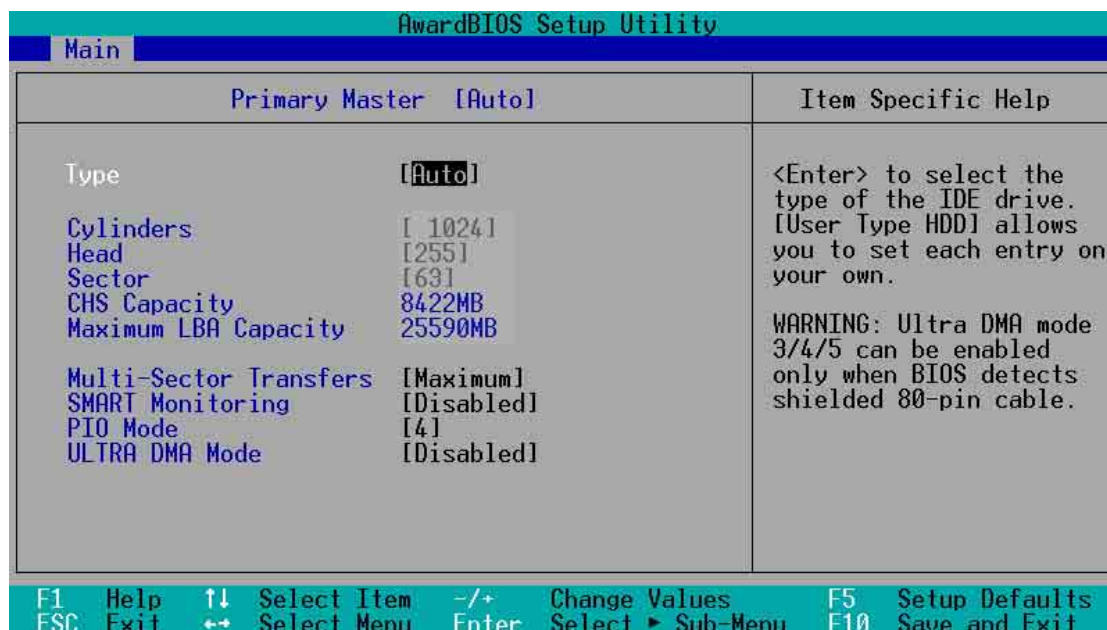 AwardBIOS Setup Utility
Main
Primary Master [Auto]
Item Specific Help
Type [Auto]
Cylinders [ 1024]
Head [255]
Sector [63]
CHS Capacity 8422MB
Maximum LBA Capacity 25590MB
Multi-Sector Transfers [Maximum]
SMART Monitoring [Disabled]
PIO Mode [4]
ULTRA DMA Mode [Disabled]
<Enter> to select the
type of the IDE drive.
[User Type HDD] allows
you to set each entry on
your own.
WARNING: Ultra DMA mode
3/4/5 can be enabled
only when BIOS detects
shielded 80-pin cable.
F1 Help ↑↓ Select Item -/+ Change Values F5 Setup Defaults
ESC Exit ←→ Select Menu Enter Select ► Sub-Menu F10 Save and Exit